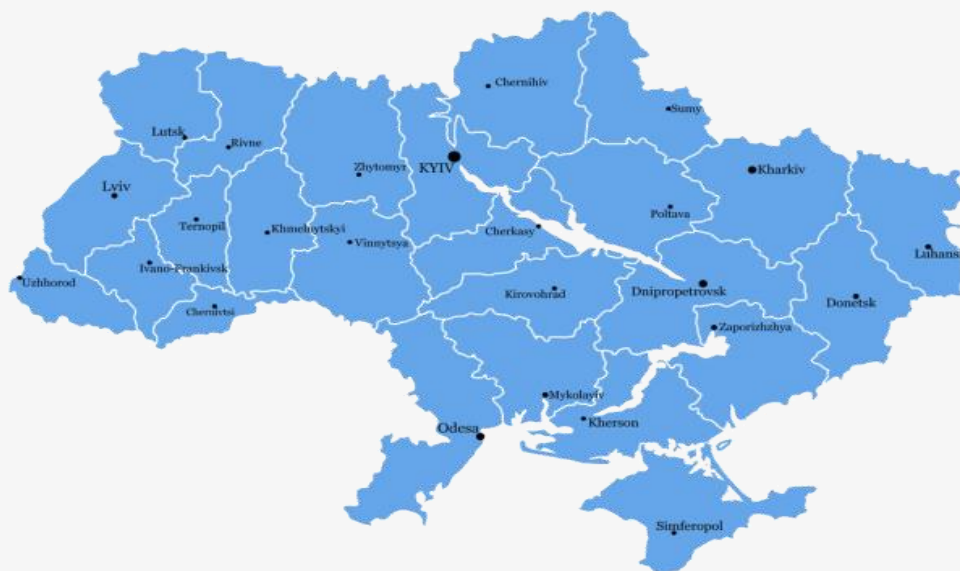 Chernihiv
Sumy
Lutsk
Rivne
KYIV
Zhytomyr
Kharkiv
Lviv
Poltava
Ternopil
Khmelnytskyi
Cherkasy
Vinnytsya
Luhans
Ivano-Frankivsk
Uzhhorod
Kirovohrad
Dnipropetrovsk
Donetsk
Chernivtsi
Zaporizhzhya
Mykolayiv
Kherson
Odesa
Simferopol